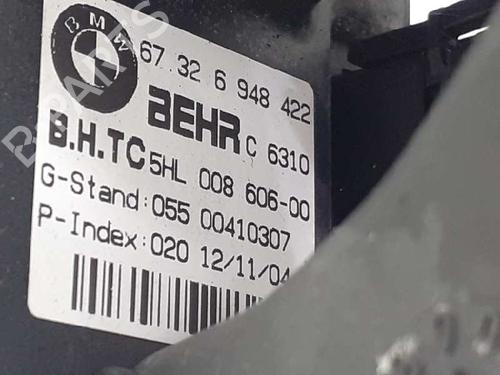 BMW
67 32 6 948 422
BEHR C 6310
B.H.TC 5HL 008 606-00
G-Stand:055 00410307
P-Index:020 12/11/04
B-PARTS